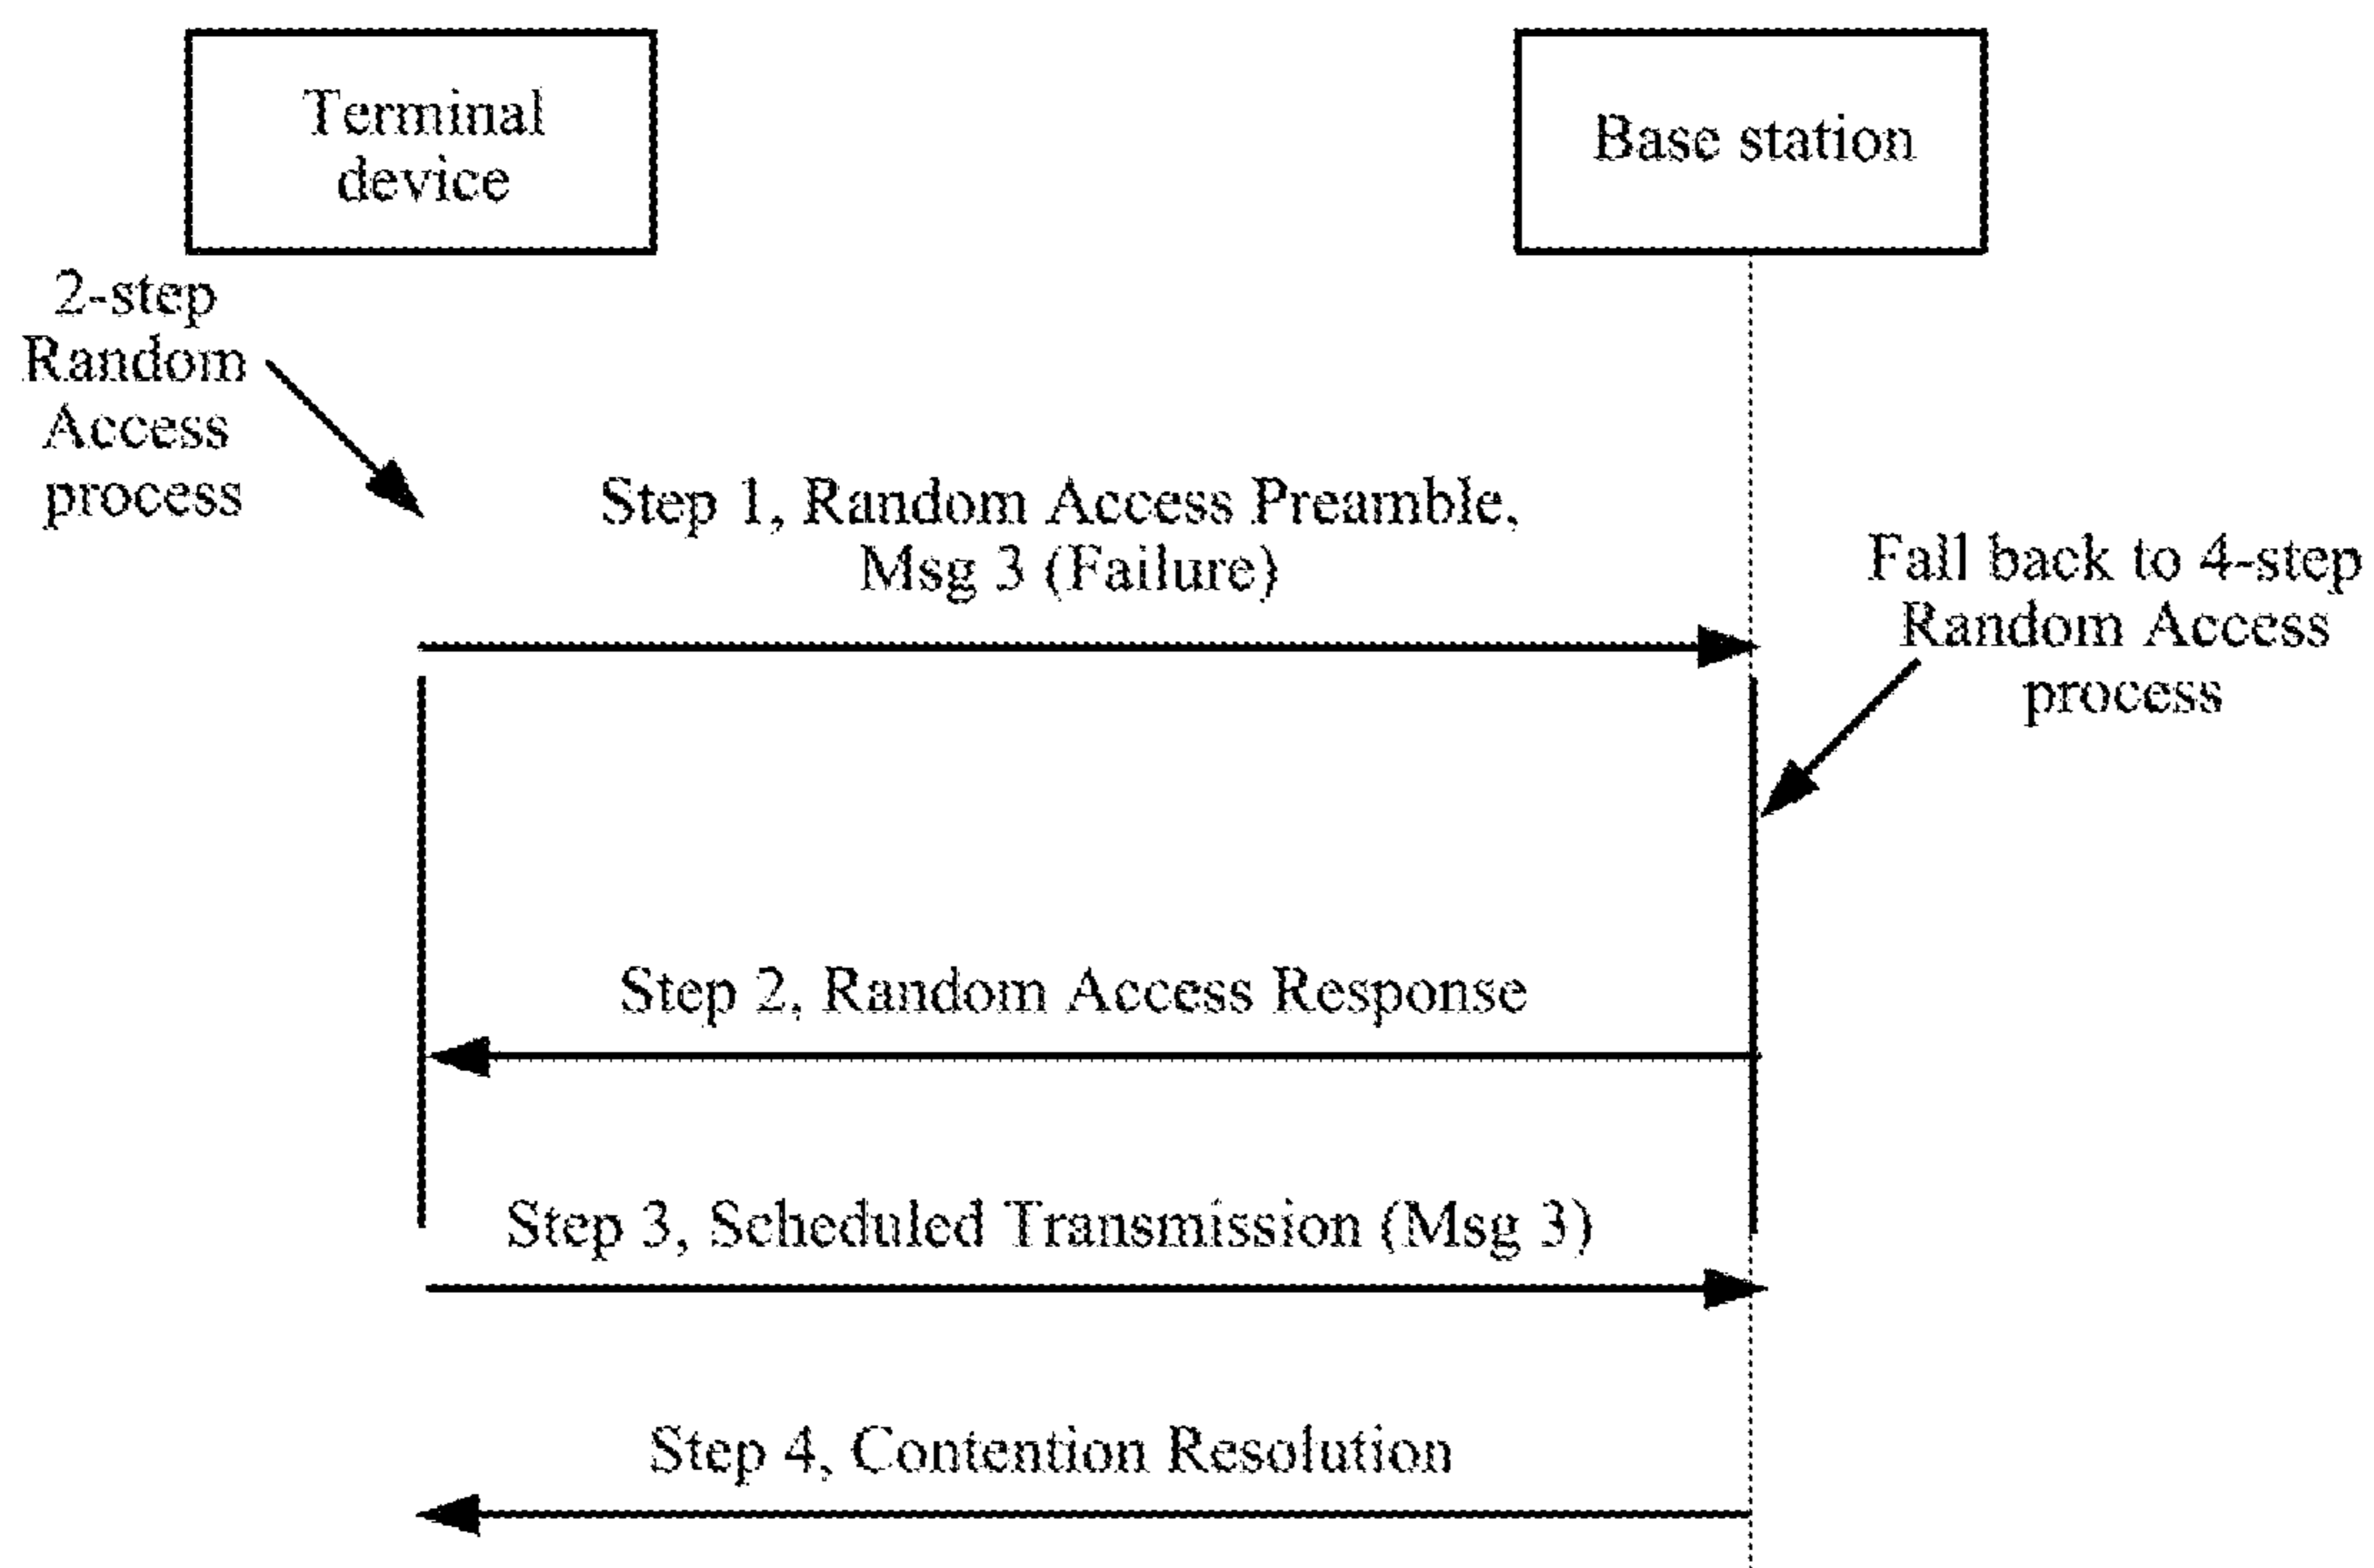 Terminal
device
Base station
2-step
Random
Access
process
Step 1, Random Access Preamble,
Msg 3 (Failure)
Fall back to 4-step
Random Access
process
Step 2, Random Access Response
Step 3, Scheduled Transmission (Msg 3)
Step 4, Contention Resolution